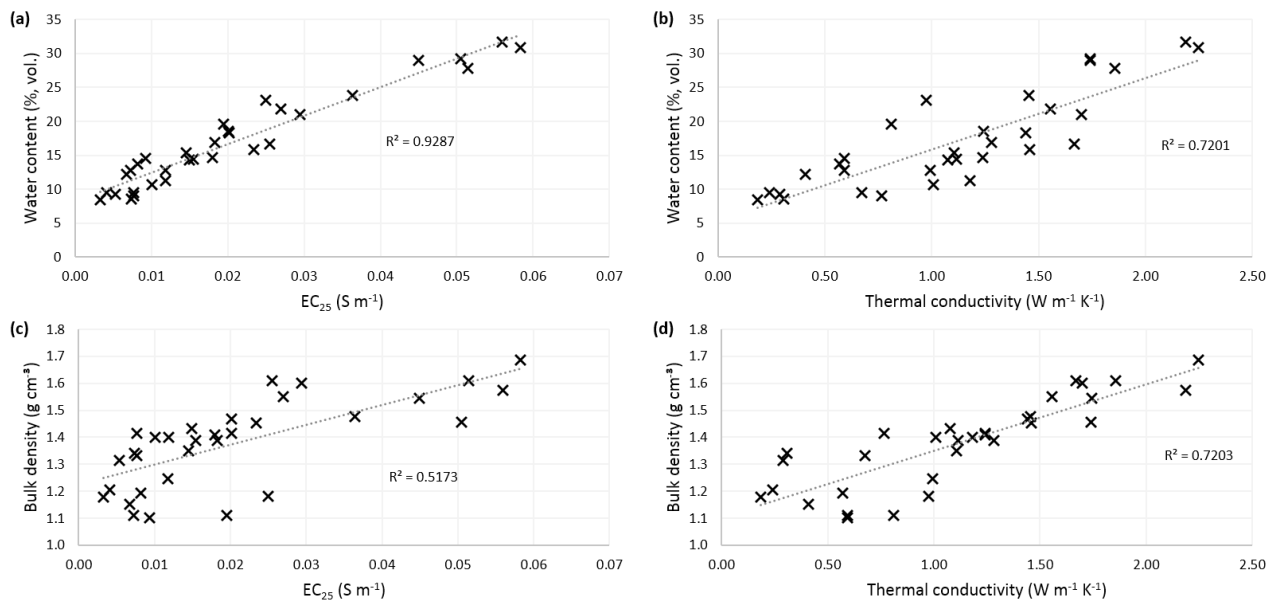 (a)
Water content (%, vol.)
35
30
25
20
15
10
5
0
R² = 0.9287
0.00 0.01 0.02 0.03 0.04 0.05 0.06 0.07
EC₂₅ (S m⁻¹)
(b)
Water content (%, vol.)
35
30
25
20
15
10
5
0
R² = 0.7201
0.00 0.50 1.00 1.50 2.00 2.50
Thermal conductivity (W m⁻¹ K⁻¹)
(c)
Bulk density (g cm⁻³)
1.8
1.7
1.6
1.5
1.4
1.3
1.2
1.1
1.0
R² = 0.5173
0.00 0.01 0.02 0.03 0.04 0.05 0.06 0.07
EC₂₅ (S m⁻¹)
(d)
Bulk density (g cm⁻³)
1.8
1.7
1.6
1.5
1.4
1.3
1.2
1.1
1.0
R² = 0.7203
0.00 0.50 1.00 1.50 2.00 2.50
Thermal conductivity (W m⁻¹ K⁻¹)